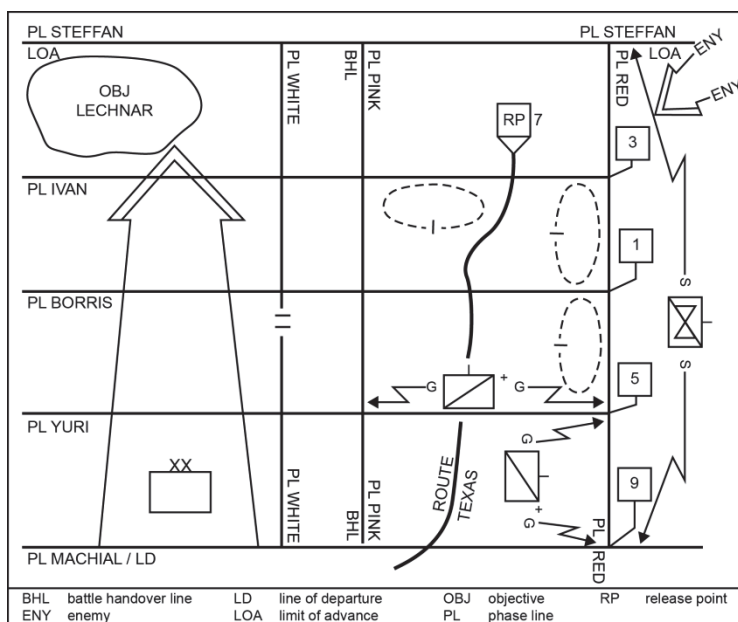 PL STEFFAN
PL STEFFAN
LOA
LOA
ENY
ENY
OBJ
LECHNAR
PL WHITE
BHL
PL PINK
PL RED
RP 7
3
PL IVAN
I
I
1
S
PL BORRIS
I
S
I
G
+
G
5
PL YURI
G
XX
ROUTE
TEXAS
+
G
9
PL WHITE
BHL
PL PINK
PL RED
PL MACHIAL / LD
BHL battle handover line LD line of departure OBJ objective RP release point
ENY enemy LOA limit of advance PL phase line